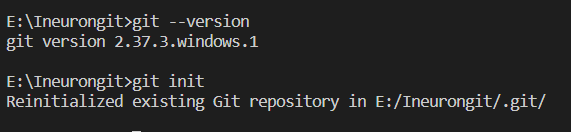 E:\Ineurongit>git --version
git version 2.37.3.windows.1
E:\Ineurongit>git init
Reinitialized existing Git repository in E:/Ineurongit/.git/